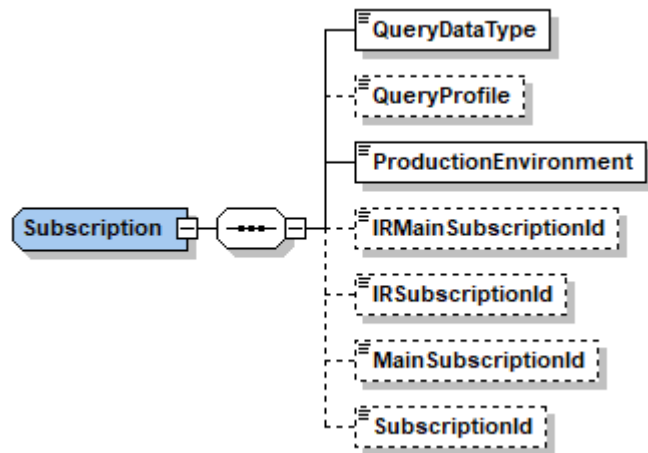 QueryDataType
QueryProfile
ProductionEnvironment
Subscription
IRMainSubscriptionId
IRSubscriptionId
MainSubscriptionId
SubscriptionId